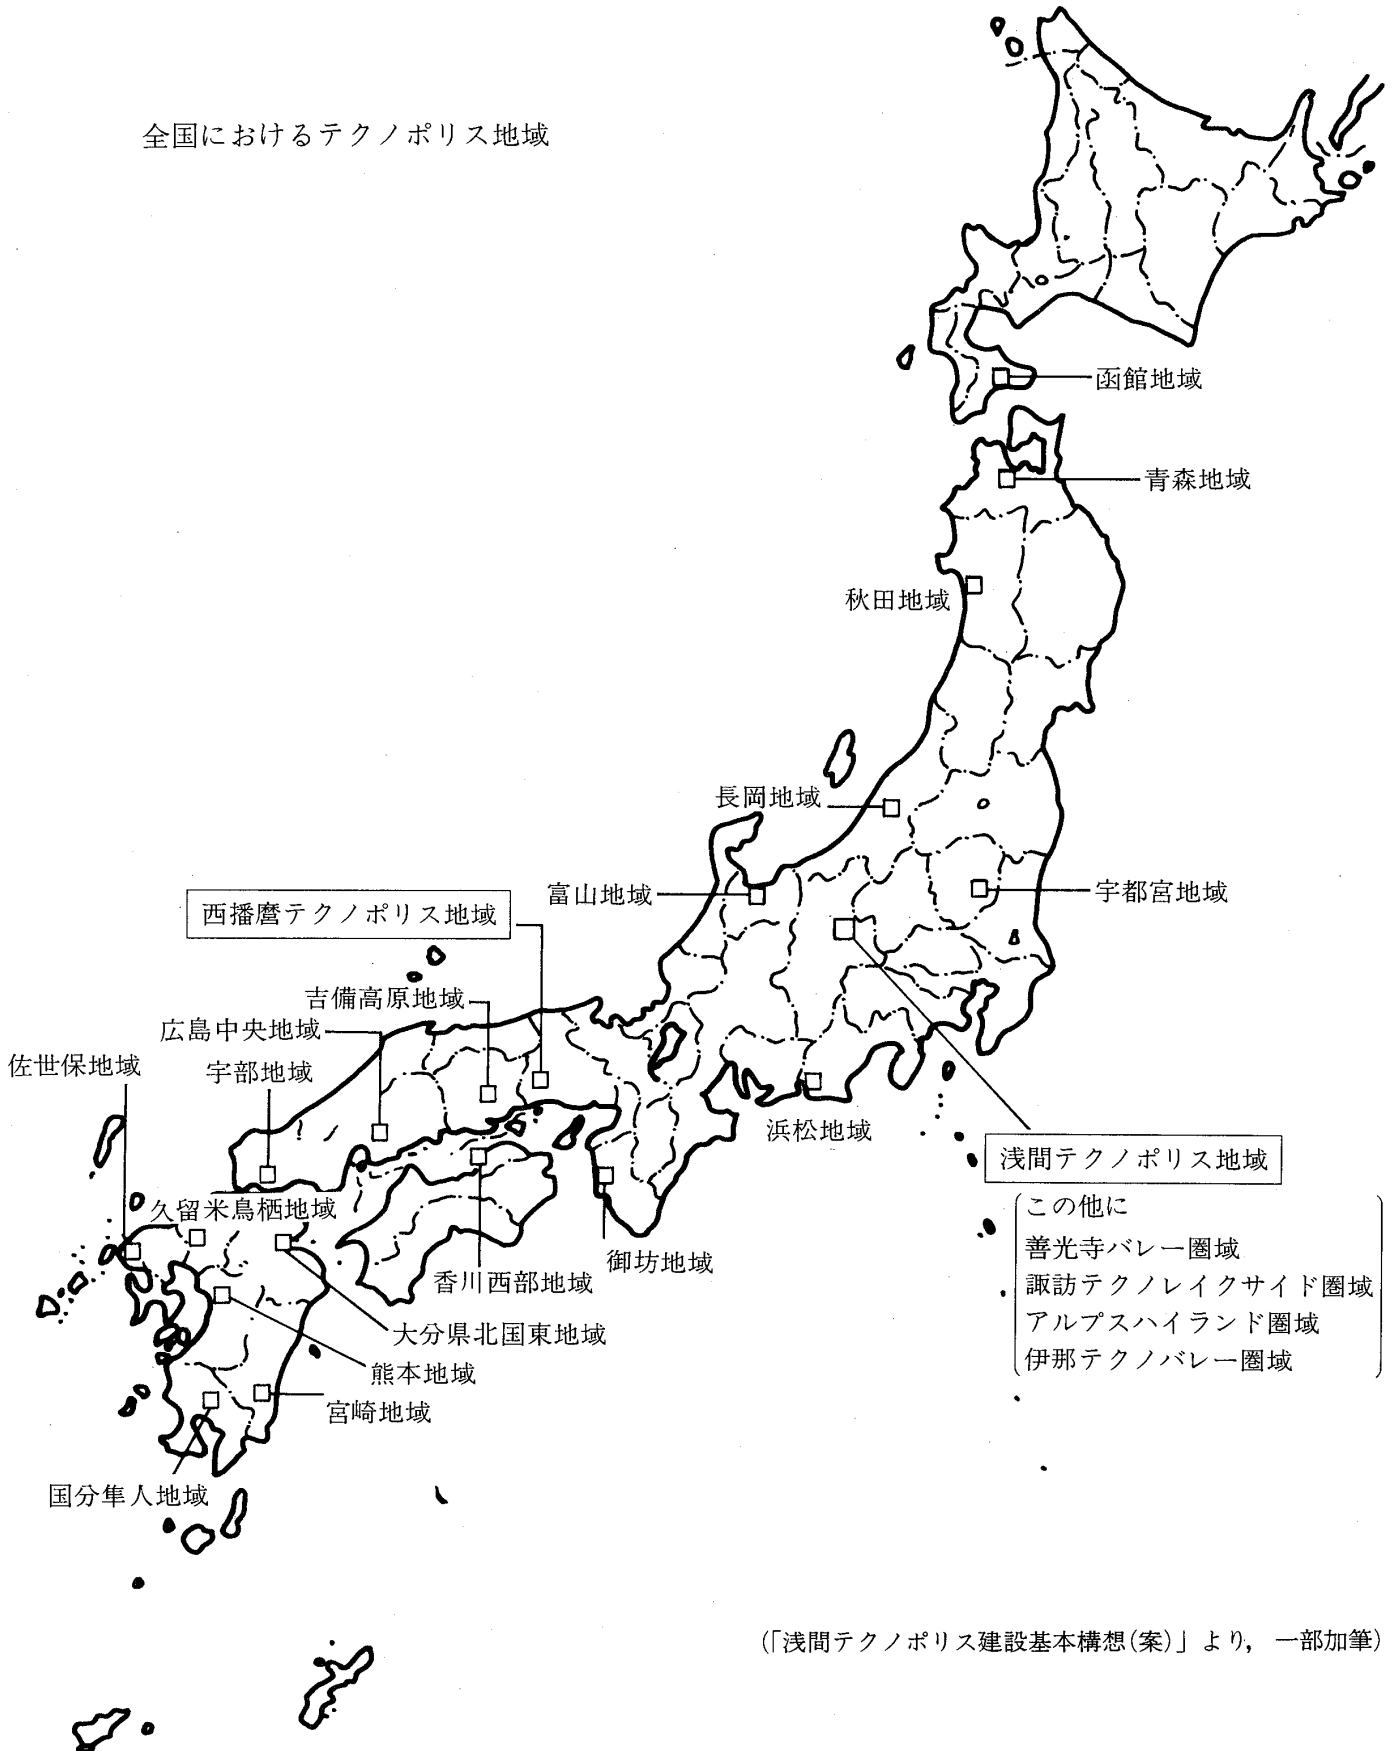 全国におけるテクノポリス地域
函館地域
青森地域
秋田地域
長岡地域
富山地域
宇都宮地域
西播麿テクノポリス地域
吉備高原地域
広島中央地域
佐世保地域
宇部地域
浜松地域
浅間テクノポリス地域
この他に
善光寺バレー圏域
諏訪テクノレイクサイド圏域
アルプスハイランド圏域
伊那テクノバレー圏域
久留米鳥栖地域
御坊地域
香川西部地域
大分県北国東地域
熊本地域
宮崎地域
国分隼人地域
(「浅間テクノポリス建設基本構想(案)」より, 一部加筆)